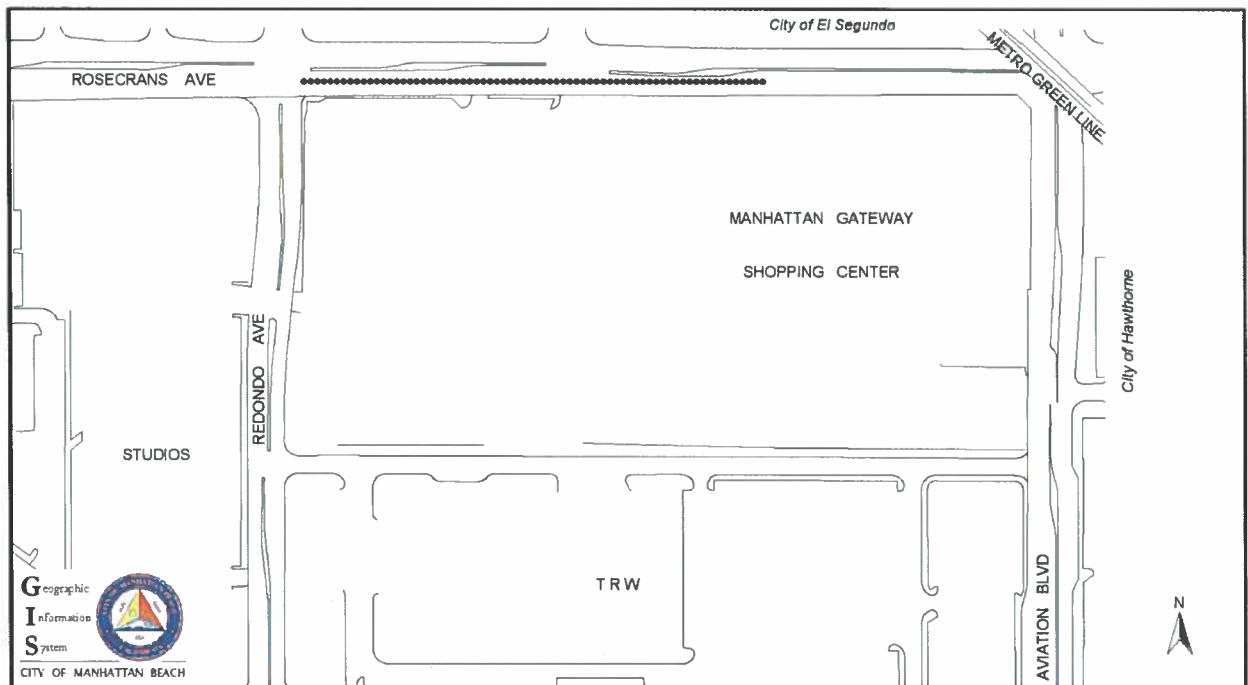 City of El Segundo
ROSECRANS AVE
METRO GREEN LINE
MANHATTAN GATEWAY
SHOPPING CENTER
City of Hawthorne
REDONDO AVE
STUDIOS
TRW
AVIATION BLVD
N
Geographic
Information
System
CITY OF MANHATTAN BEACH